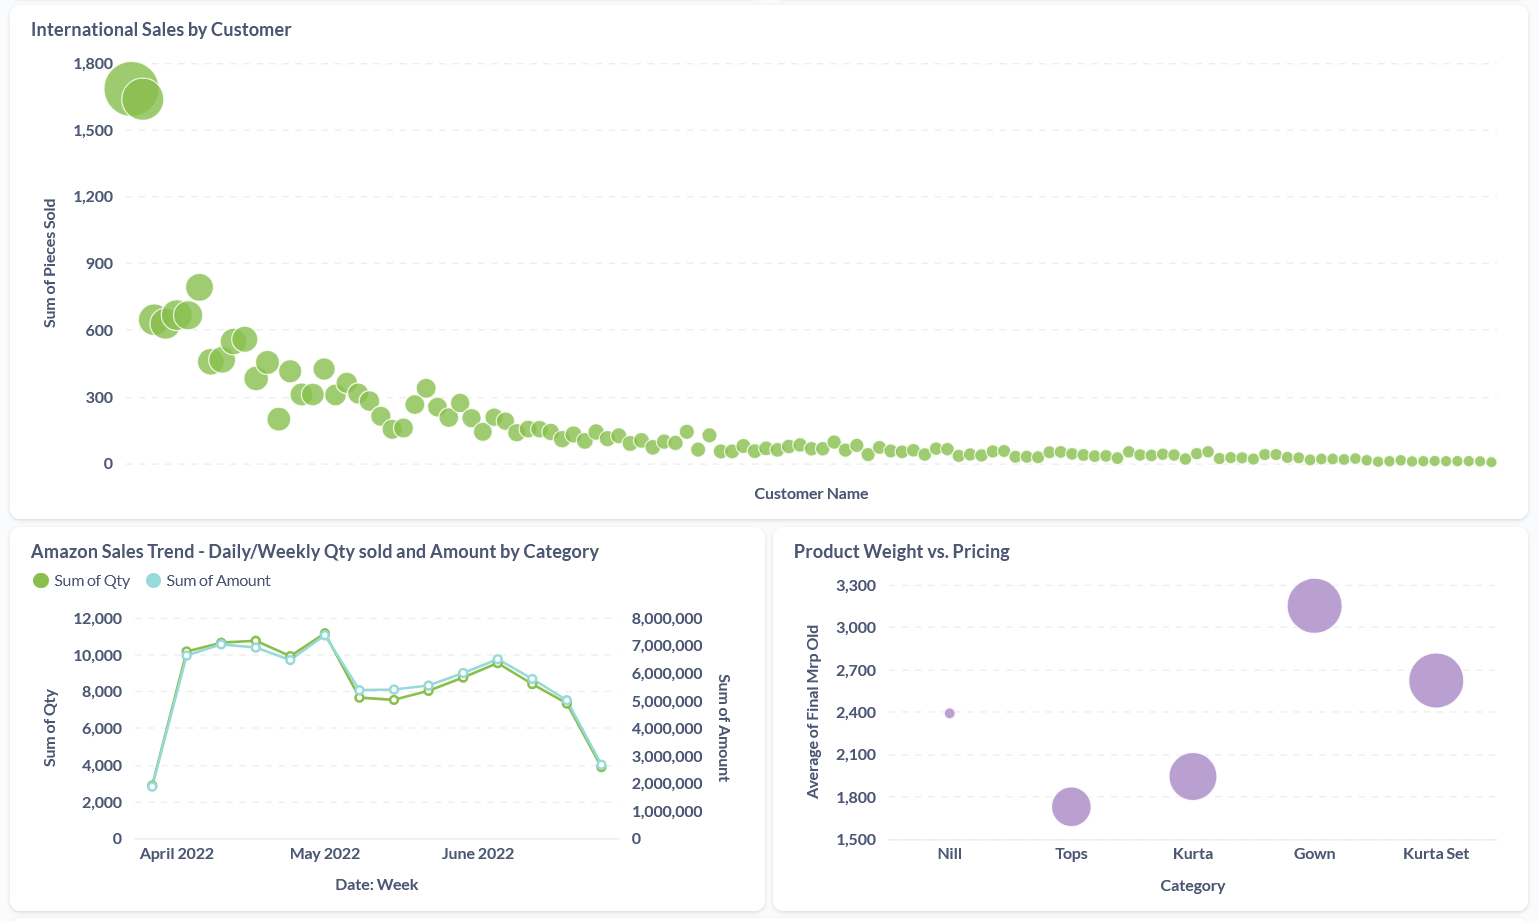 International Sales by Customer
1,800
1,500
1,200
900
600
300
0
Sum of Pieces Sold
Customer Name
Amazon Sales Trend - Daily/Weekly Qty sold and Amount by Category
Sum of Qty
Sum of Amount
12,000
10,000
8,000
6,000
4,000
2,000
0
Sum of Qty
8,000,000
7,000,000
6,000,000
5,000,000
4,000,000
3,000,000
2,000,000
1,000,000
0
Sum of Amount
April 2022
May 2022
June 2022
Date: Week
Product Weight vs. Pricing
3,300
3,000
2,700
2,400
2,100
1,800
1,500
Average of Final Mrp Old
Nill
Tops
Kurta
Gown
Kurta Set
Category